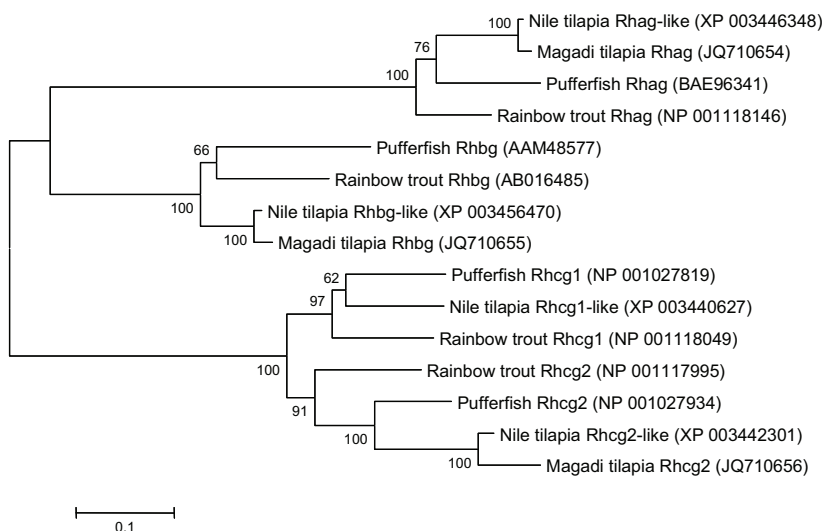 100
Nile tilapia Rhag-like (XP 003446348)
76
Magadi tilapia Rhag (JQ710654)
100
Pufferfish Rhag (BAE96341)
Rainbow trout Rhag (NP 001118146)
66
Pufferfish Rhbg (AAM48577)
Rainbow trout Rhbg (AB016485)
100
Nile tilapia Rhbg-like (XP 003456470)
100
Magadi tilapia Rhbg (JQ710655)
62
Pufferfish Rhcg1 (NP 001027819)
97
Nile tilapia Rhcg1-like (XP 003440627)
Rainbow trout Rhcg1 (NP 001118049)
100
Rainbow trout Rhcg2 (NP 001117995)
91
Pufferfish Rhcg2 (NP 001027934)
100
Nile tilapia Rhcg2-like (XP 003442301)
100
Magadi tilapia Rhcg2 (JQ710656)
0.1